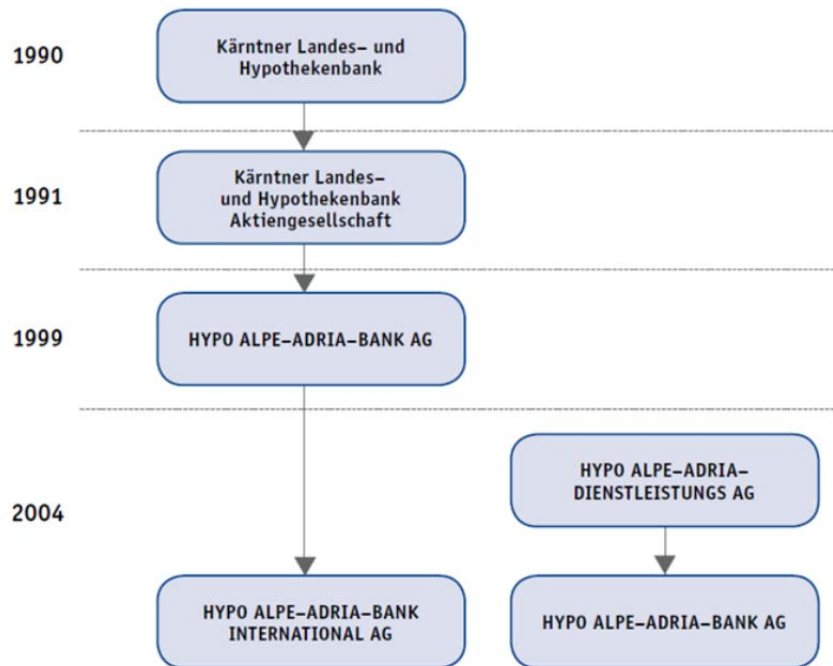 1990
Kärntner Landes– und
Hypothekenbank
1991
Kärntner Landes–
und Hypothekenbank
Aktiengesellschaft
1999
HYPO ALPE–ADRIA–BANK AG
2004
HYPO ALPE–ADRIA–
DIENSTLEISTUNGS AG
HYPO ALPE–ADRIA–BANK
INTERNATIONAL AG
HYPO ALPE–ADRIA–BANK AG